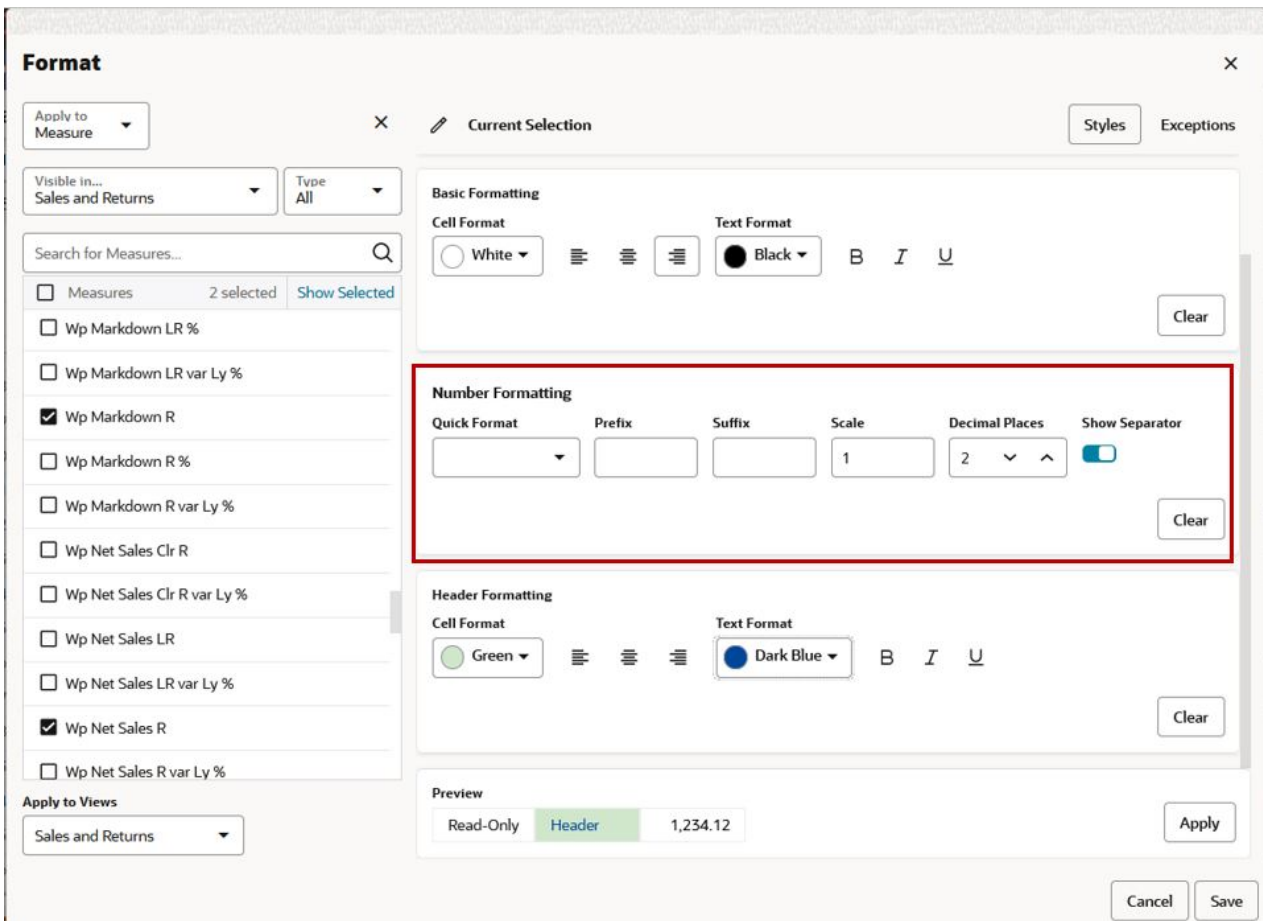 Format
Apply to
Measure
Visible in...
Sales and Returns
Type
All
Search for Measures...
Measures 2 selected Show Selected
Wp Markdown LR %
Wp Markdown LR var Ly %
Wp Markdown R
Wp Markdown R %
Wp Markdown R var Ly %
Wp Net Sales Clr R
Wp Net Sales Clr R var Ly %
Wp Net Sales LR
Wp Net Sales LR var Ly %
Wp Net Sales R
Wp Net Sales R var Ly %
Apply to Views
Sales and Returns
Current Selection Styles Exceptions
Basic Formatting
Cell Format Text Format
White Black B I U
Clear
Number Formatting
Quick Format Prefix Suffix Scale Decimal Places Show Separator
1 2
Clear
Header Formatting
Cell Format Text Format
Green Dark Blue B I U
Clear
Preview
Read-Only Header 1,234.12 Apply
Cancel Save